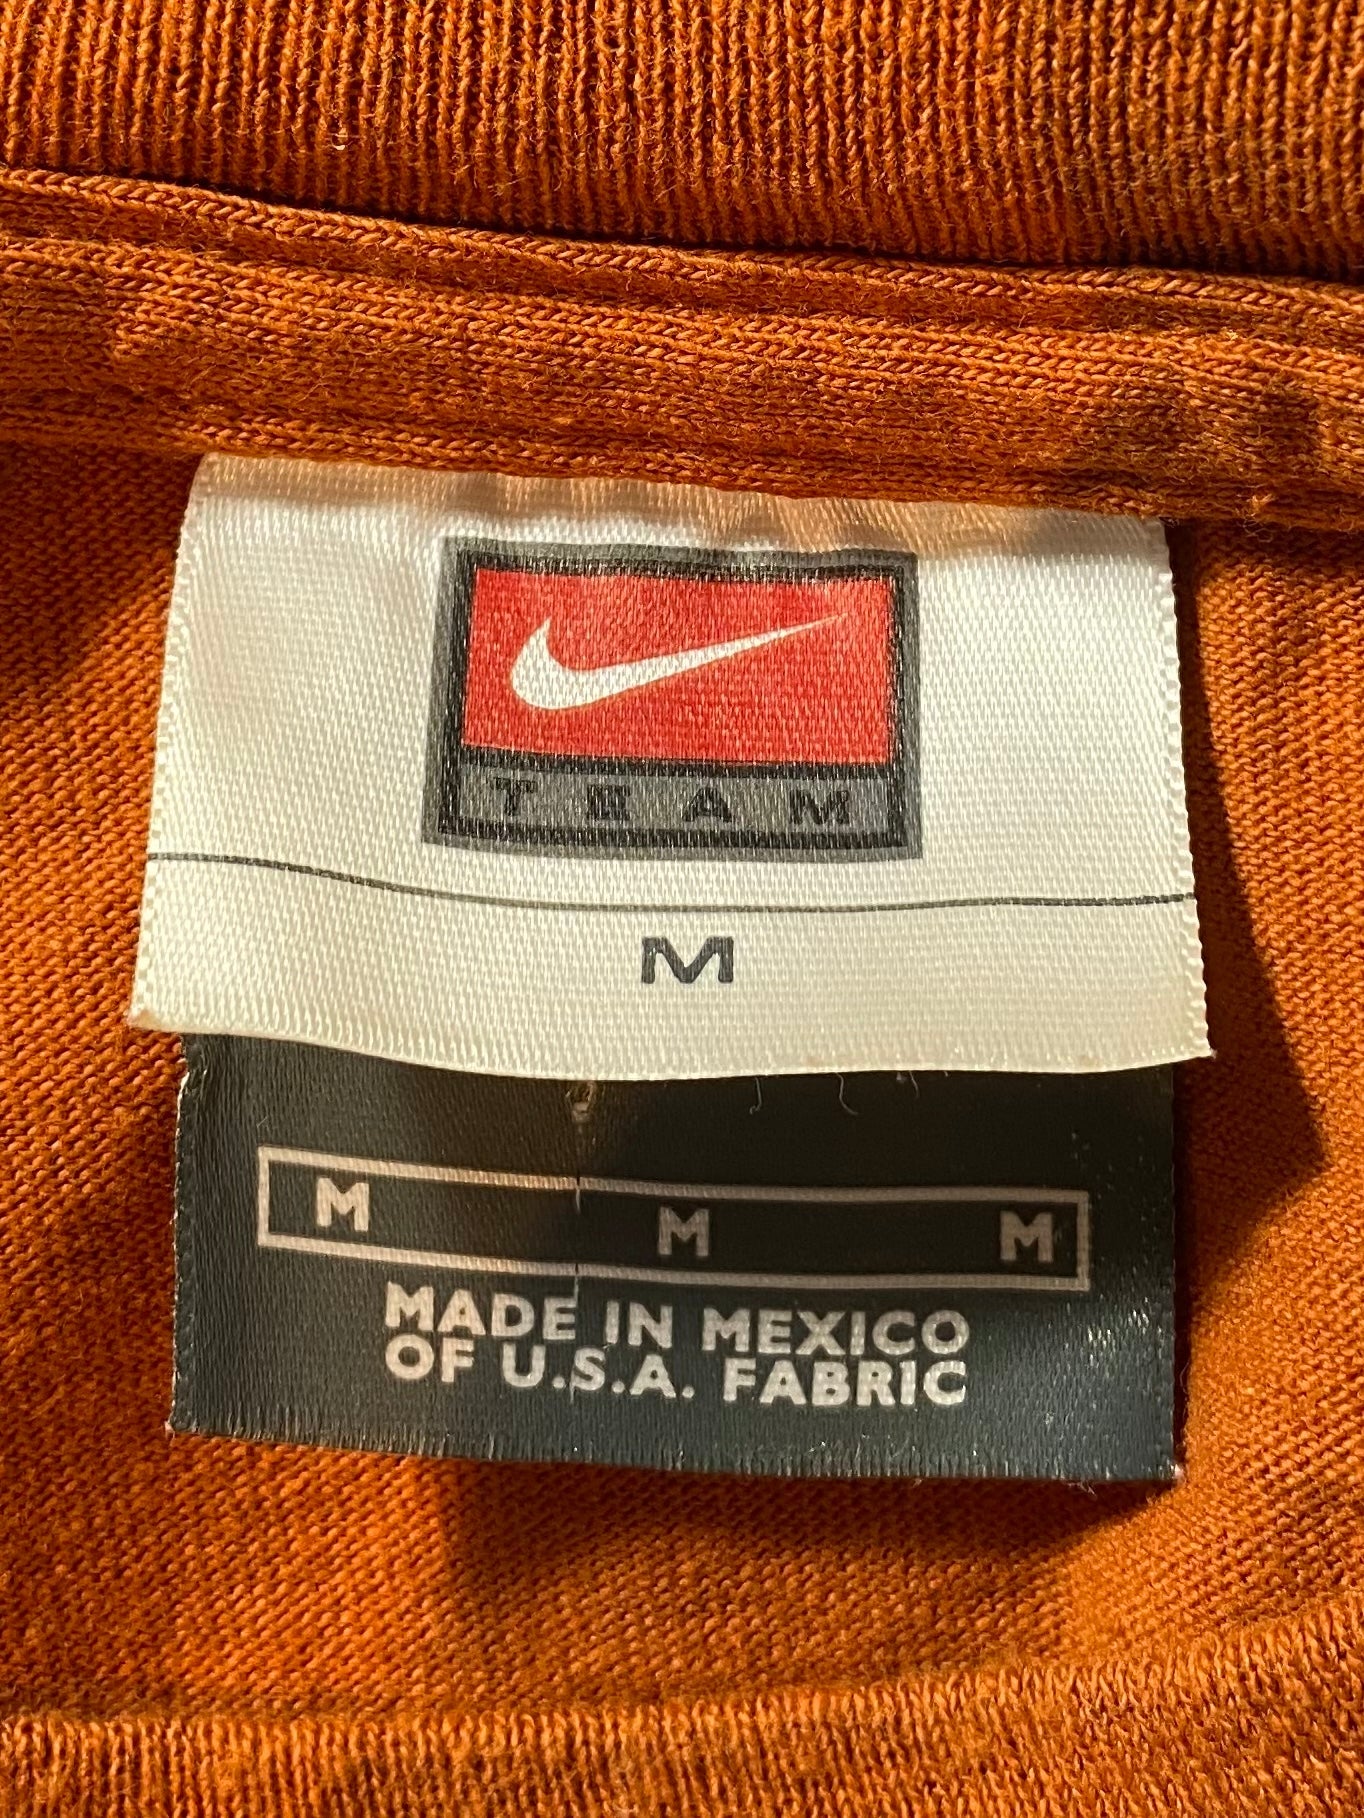 TEAM
M
M M M
MADE IN MEXICO
OF U.S.A. FABRIC